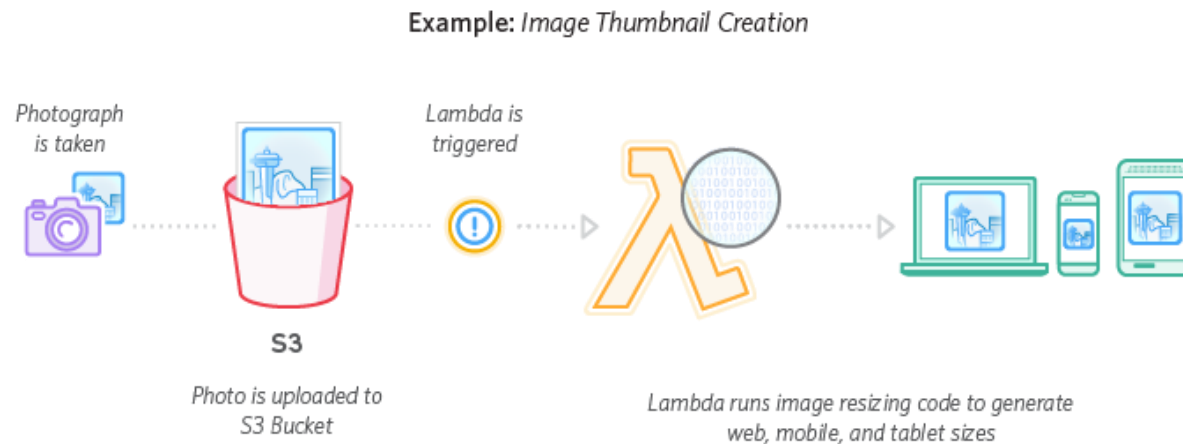 Example: Image Thumbnail Creation
Photograph
is taken
Lambda is
triggered
S3
Photo is uploaded to
S3 Bucket
Lambda runs image resizing code to generate
web, mobile, and tablet sizes